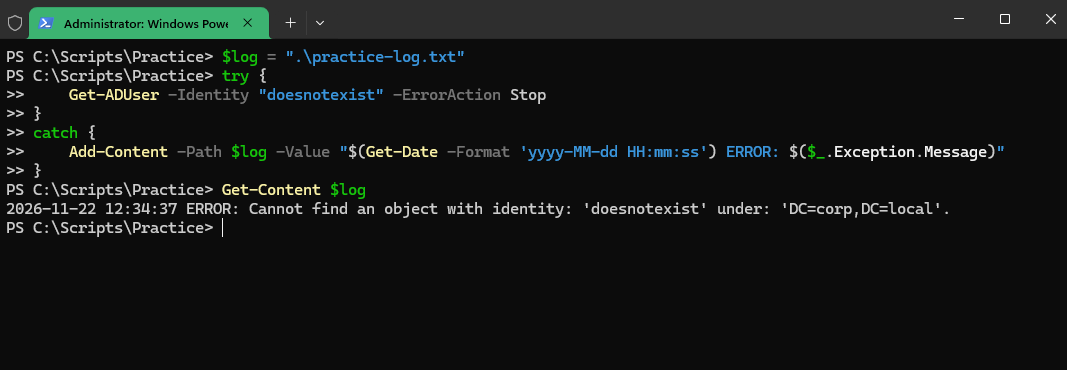 Administrator: Windows Powe
PS C:\Scripts\Practice> $log = ".\practice-log.txt"
PS C:\Scripts\Practice> try {
>>     Get-ADUser -Identity "doesnotexist" -ErrorAction Stop
>> }
>> catch {
>>     Add-Content -Path $log -Value "$(Get-Date -Format 'yyyy-MM-dd HH:mm:ss') ERROR: $($_.Exception.Message)"
>> }
PS C:\Scripts\Practice> Get-Content $log
2026-11-22 12:34:37 ERROR: Cannot find an object with identity: 'doesnotexist' under: 'DC=corp,DC=local'.
PS C:\Scripts\Practice>